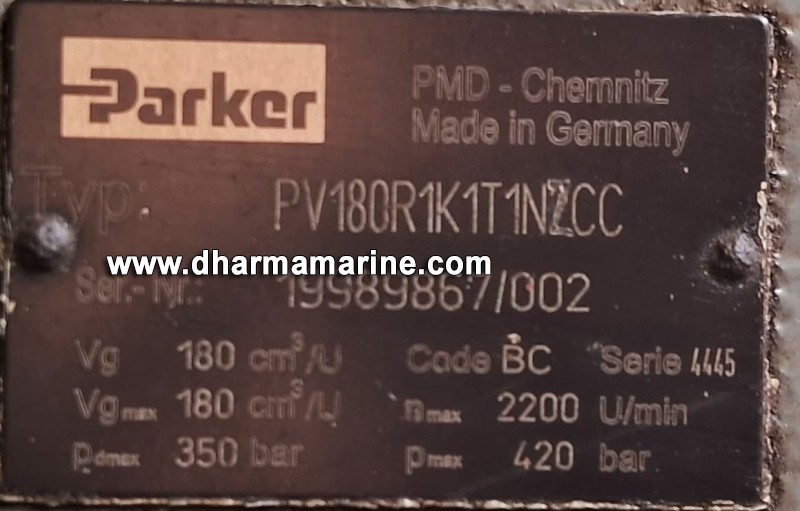 Parker
PMD - Chemnitz
Made in Germany
Typ: PV180R1K1T1NZCC
www.dharmamarine.com
Ser.-Nr.: 19989867/002
Vg 180 cm³/U Code BC Serie 4445
Vgmax 180 cm³/U nmax 2200 U/min
pdmax 350 bar pmax 420 bar